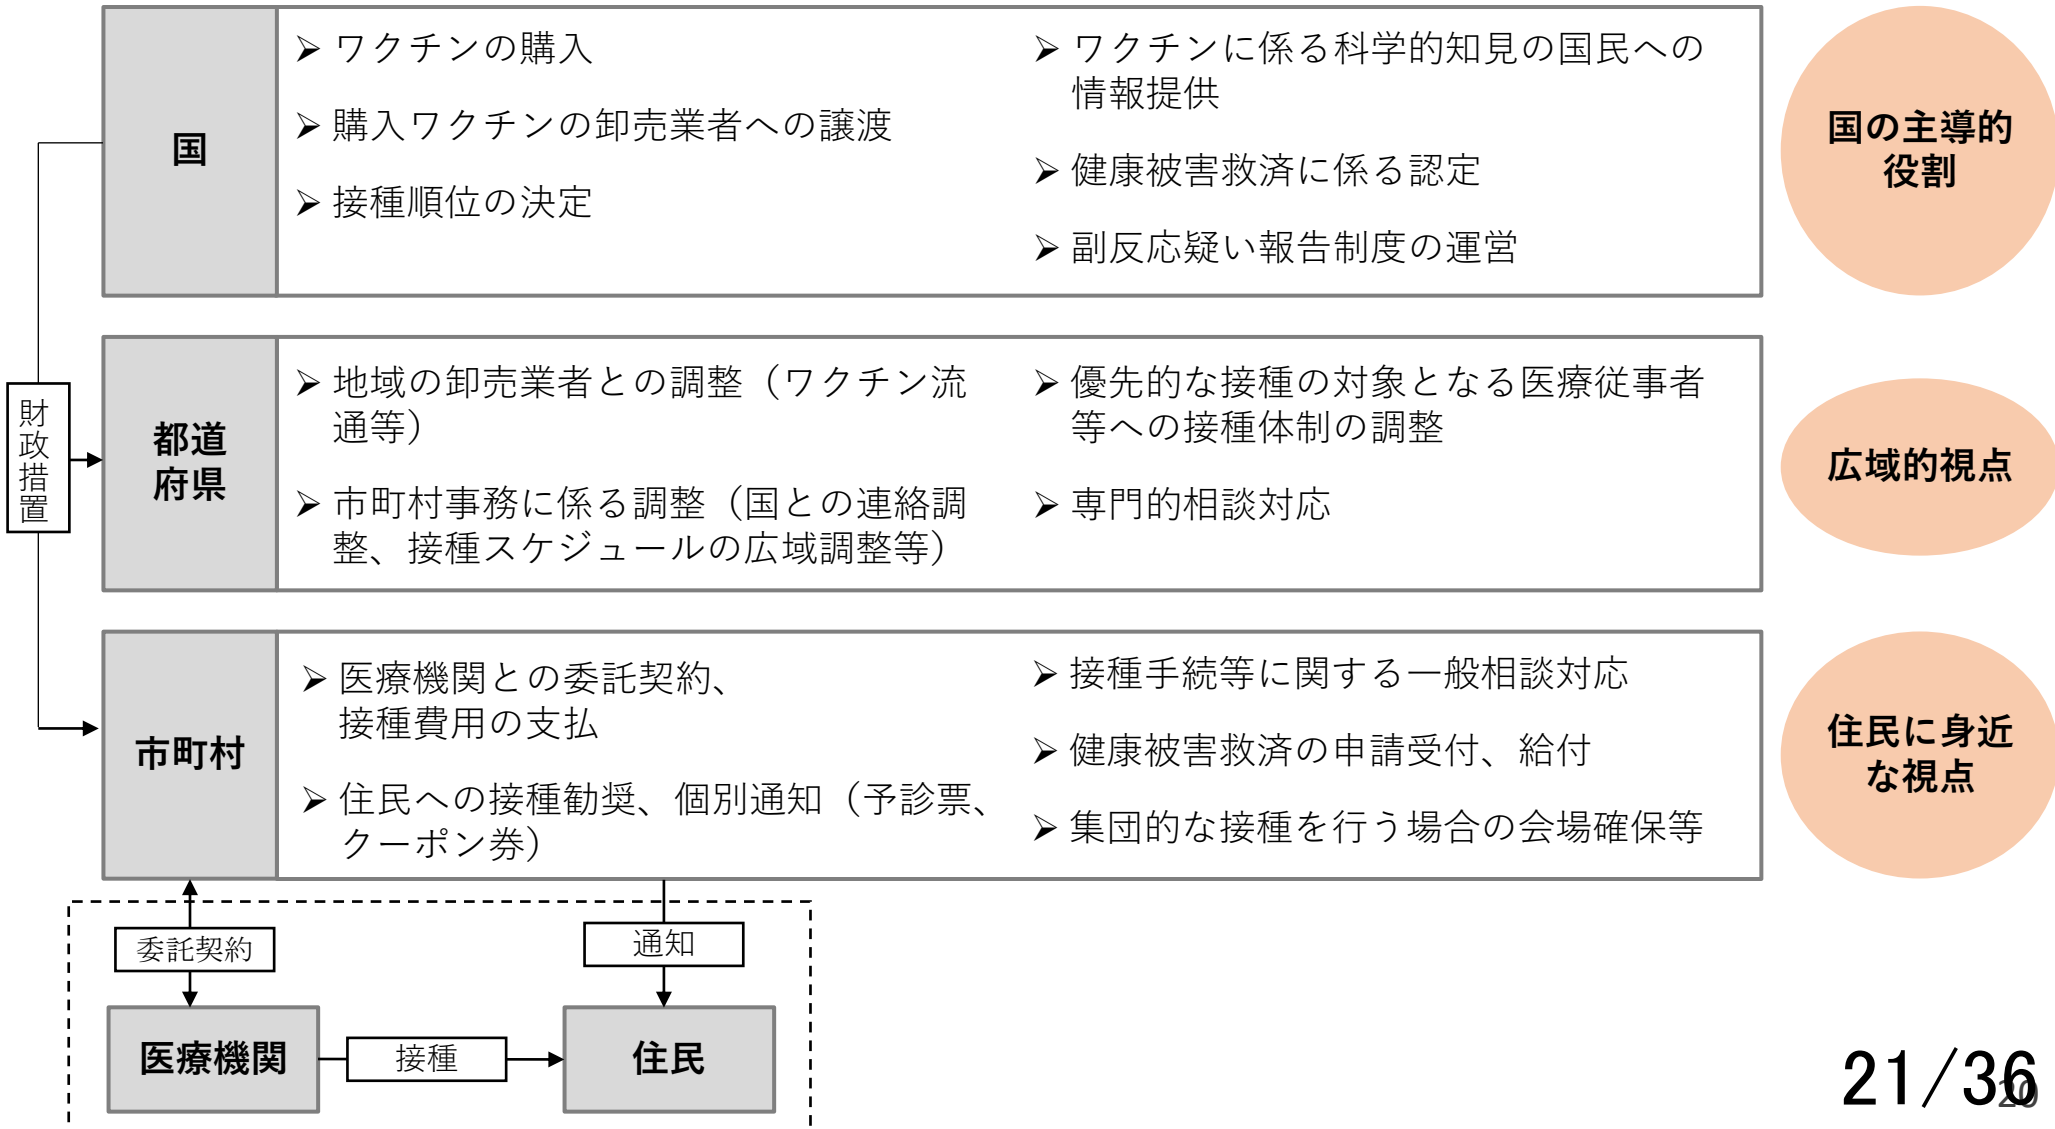 国
➢ ワクチンの購入
➢ 購入ワクチンの卸売業者への譲渡
➢ 接種順位の決定
➢ ワクチンに係る科学的知見の国民への
情報提供
➢ 健康被害救済に係る認定
➢ 副反応疑い報告制度の運営
国の主導的
役割
財政措置
都道
府県
➢ 地域の卸売業者との調整（ワクチン流
通等）
➢ 市町村事務に係る調整（国との連絡調
整、接種スケジュールの広域調整等）
➢ 優先的な接種の対象となる医療従事者
等への接種体制の調整
➢ 専門的相談対応
広域的視点
市町村
➢ 医療機関との委託契約、
接種費用の支払
➢ 住民への接種勧奨、個別通知（予診票、
クーポン券）
➢ 接種手続等に関する一般相談対応
➢ 健康被害救済の申請受付、給付
➢ 集団的な接種を行う場合の会場確保等
住民に身近
な視点
委託契約
通知
医療機関
接種
住民
21/36
20